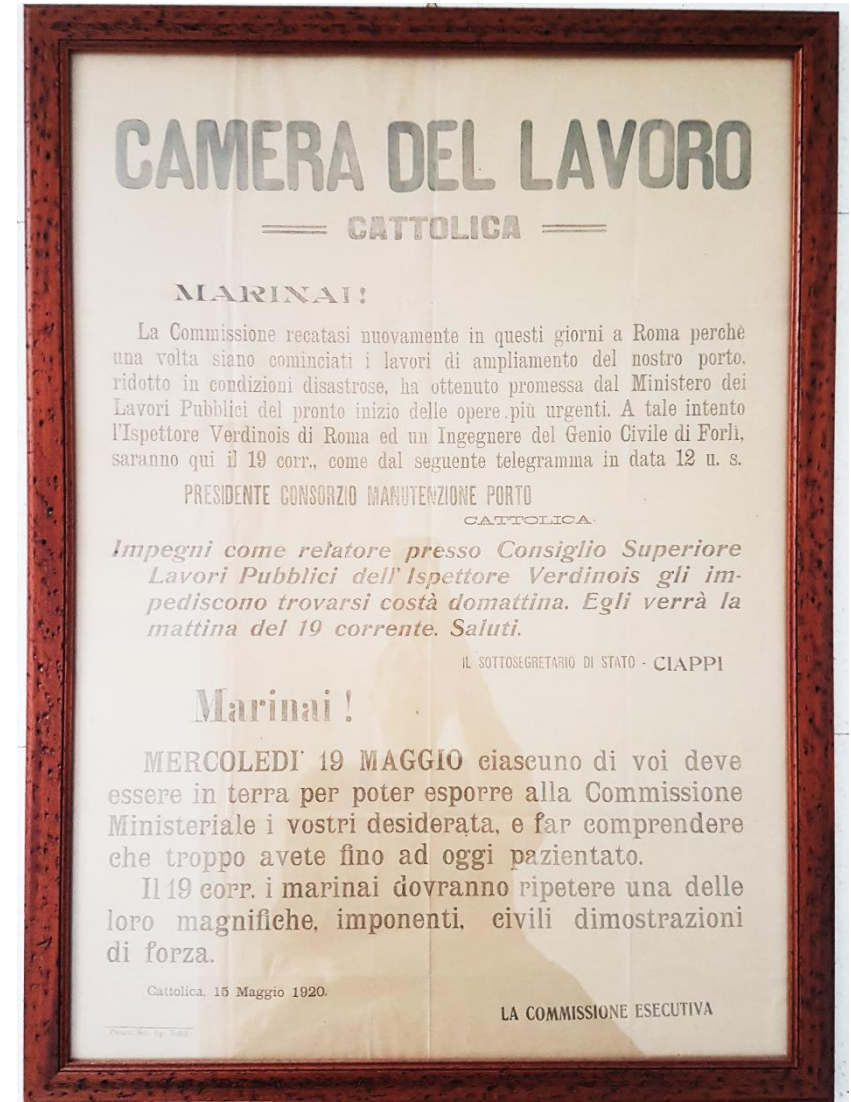 CAMERA DEL LAVORO
CATTOLICA
MARINAI!
La Commissione recatasi nuovamente in questi giorni a Roma perchè
una volta siano cominciati i lavori di ampliamento del nostro porto,
ridotto in condizioni disastrose, ha ottenuto promessa dal Ministero dei
Lavori Pubblici del pronto inizio delle opere più urgenti. A tale intento
l'Ispettore Verdinois di Roma ed un Ingegnere del Genio Civile di Forlì,
saranno qui il 19 corr., come dal seguente telegramma in data 12 u. s.
PRESIDENTE CONSORZIO MANUTENZIONE PORTO
CATTOLICA.
Impegni come relatore presso Consiglio Superiore
Lavori Pubblici dell'Ispettore Verdinois gli im-
pediscono trovarsi costà domattina. Egli verrà la
mattina del 19 corrente. Saluti.
IL SOTTOSEGRETARIO DI STATO - CIAPPI
Marinai !
MERCOLEDI' 19 MAGGIO ciascuno di voi deve
essere in terra per poter esporre alla Commissione
Ministeriale i vostri desiderata, e far comprendere
che troppo avete fino ad oggi pazientato.
Il 19 corr. i marinai dovranno ripetere una delle
loro magnifiche, imponenti, civili dimostrazioni
di forza.
Cattolica, 15 Maggio 1920.
LA COMMISSIONE ESECUTIVA